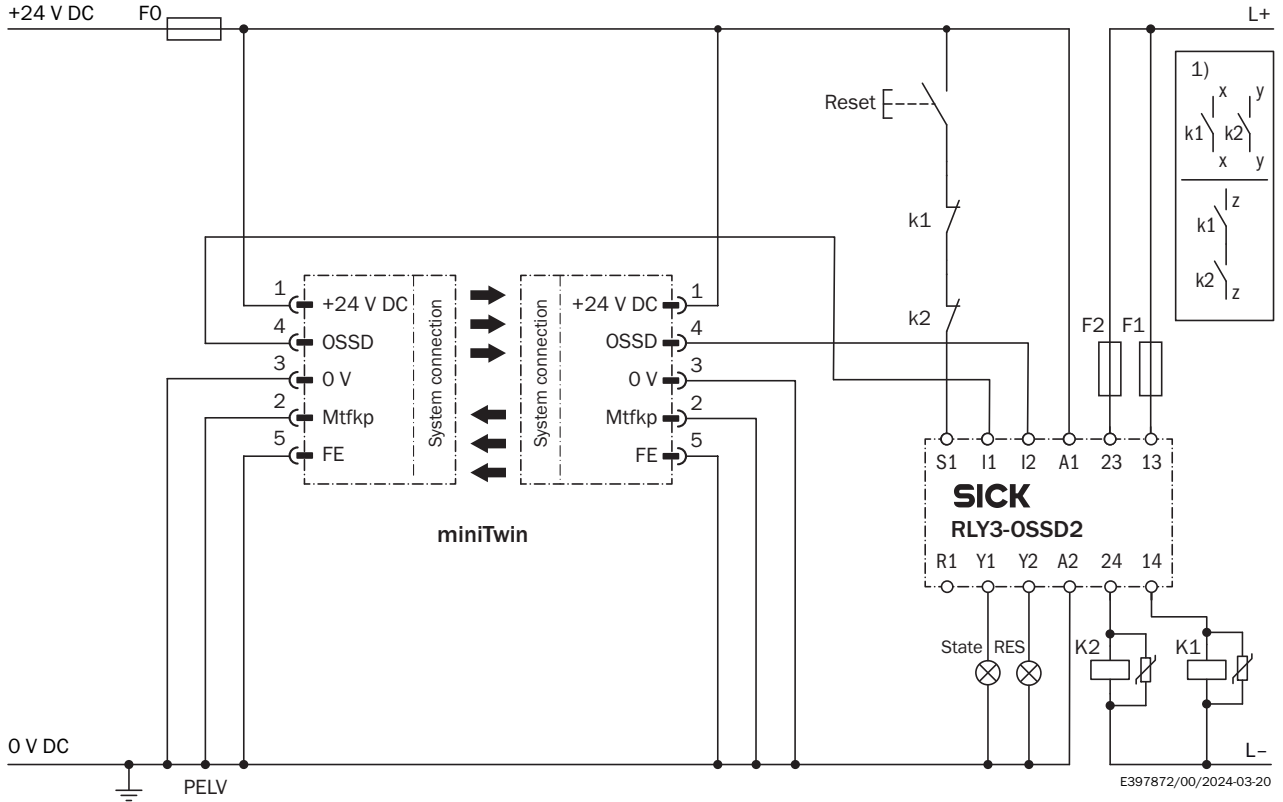 +24 V DC
F0
L+
1)
x
y
k1
k2
x
y
z
k1
k2
z
Reset
k1
k2
F2
F1
1
+24 V DC
4
OSSD
3
0 V
2
Mtfkp
5
FE
System connection
System connection
+24 V DC
1
OSSD
4
0 V
3
Mtfkp
2
FE
5
miniTwin
S1 I1 I2 A1 23 13
SICK
RLY3-OSSD2
R1 Y1 Y2 A2 24 14
State
RES
K2
K1
0 V DC
PELV
L–
E397872/00/2024-03-20